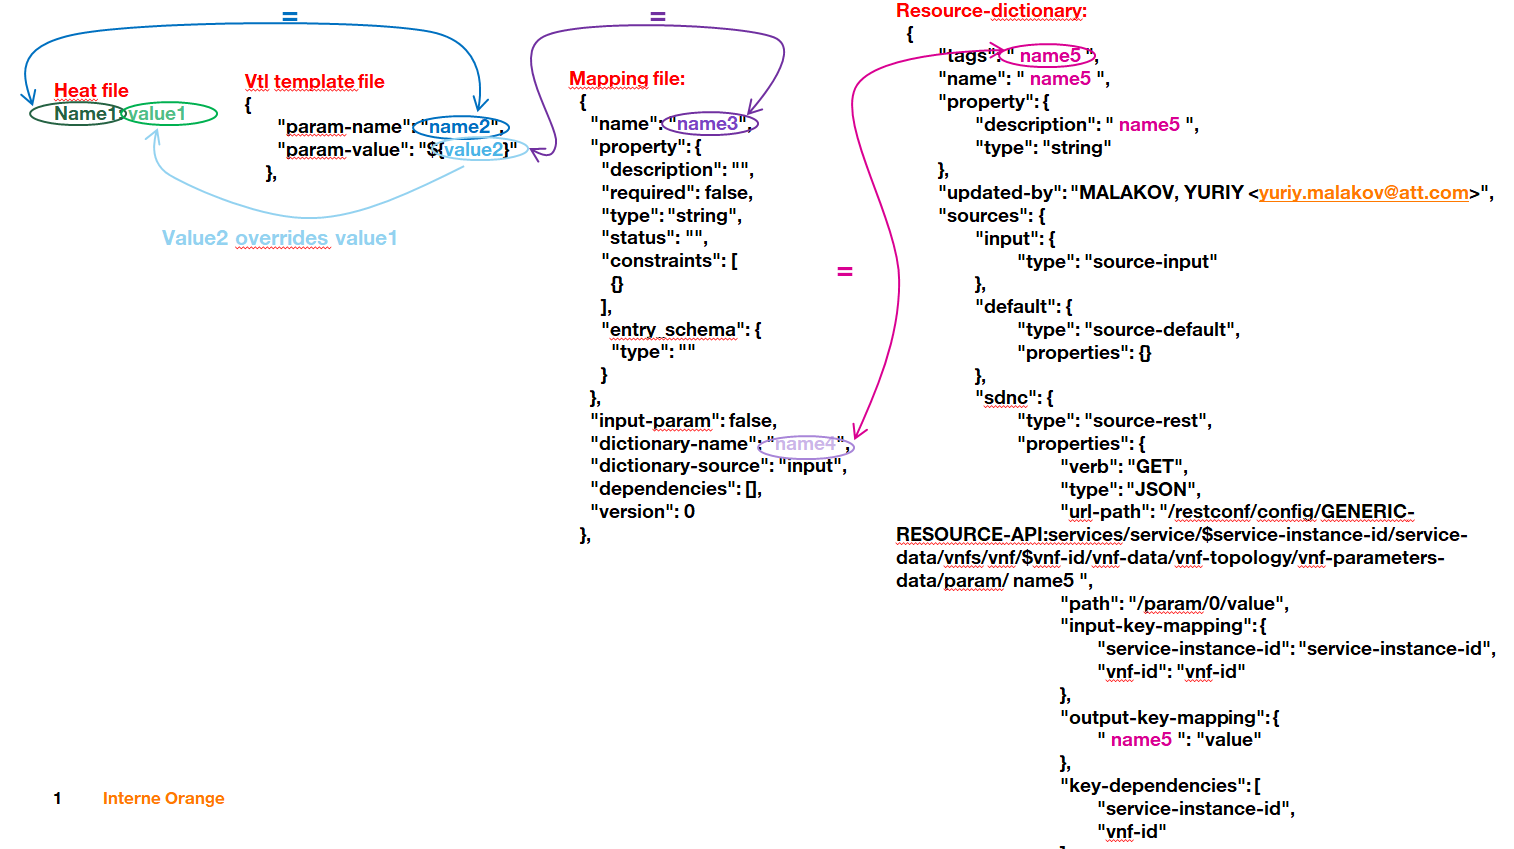 =
Heat file
Name1: value1
Vtl template file
{
"param-name": "name2",
"param-value": "${value2}"
},
Value2 overrides value1
=
Mapping file:
{
"name": "name3",
"property": {
"description": "",
"required": false,
"type": "string",
"status": "",
"constraints": [
{}
],
"entry_schema": {
"type": ""
}
},
"input-param": false,
"dictionary-name": "name4",
"dictionary-source": "input",
"dependencies": [],
"version": 0
},
=
Resource-dictionary:
{
"tags": " name5 ",
"name": " name5 ",
"property": {
"description": " name5 ",
"type": "string"
},
"updated-by": "MALAKOV, YURIY <yuriy.malakov@att.com>",
"sources": {
"input": {
"type": "source-input"
},
"default": {
"type": "source-default",
"properties": {}
},
"sdnc": {
"type": "source-rest",
"properties": {
"verb": "GET",
"type": "JSON",
"url-path": "/restconf/config/GENERIC-
RESOURCE-API:services/service/$service-instance-id/service-
data/vnfs/vnf/$vnf-id/vnf-data/vnf-topology/vnf-parameters-
data/param/ name5 ",
"path": "/param/0/value",
"input-key-mapping": {
"service-instance-id": "service-instance-id",
"vnf-id": "vnf-id"
},
"output-key-mapping": {
" name5 ": "value"
},
"key-dependencies": [
"service-instance-id",
"vnf-id"
1 Interne Orange